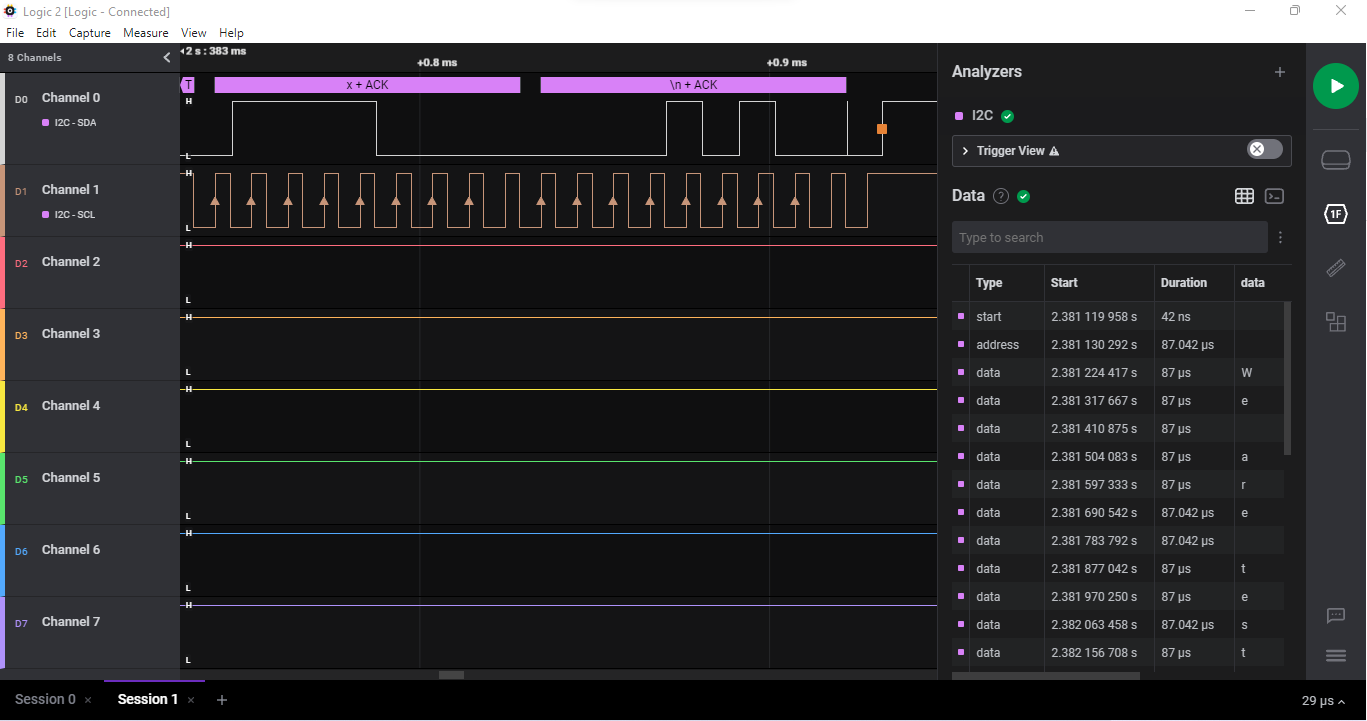 Logic 2 [Logic - Connected]
File Edit Capture Measure View Help
8 Channels
2 s : 383 ms
+0.8 ms +0.9 ms
T x + ACK \n + ACK
D0 Channel 0
I2C - SDA
H
L
D1 Channel 1
I2C - SCL
H
L
D2 Channel 2
H
L
D3 Channel 3
H
L
D4 Channel 4
H
L
D5 Channel 5
H
L
D6 Channel 6
H
L
D7 Channel 7
H
L
Analyzers
I2C
Trigger View
Data
Type to search
Type Start Duration data
start 2.381 119 958 s 42 ns
address 2.381 130 292 s 87.042 µs
data 2.381 224 417 s 87 µs W
data 2.381 317 667 s 87 µs e
data 2.381 410 875 s 87 µs
data 2.381 504 083 s 87 µs a
data 2.381 597 333 s 87 µs r
data 2.381 690 542 s 87.042 µs e
data 2.381 783 792 s 87.042 µs
data 2.381 877 042 s 87 µs t
data 2.381 970 250 s 87 µs e
data 2.382 063 458 s 87.042 µs s
data 2.382 156 708 s 87 µs t
1F
Session 0 Session 1
29 µs